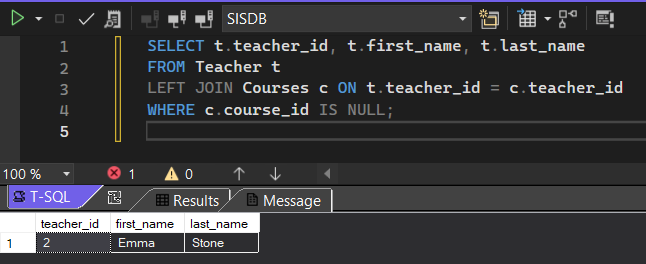 SISDB
1 SELECT t.teacher_id, t.first_name, t.last_name
2 FROM Teacher t
3 LEFT JOIN Courses c ON t.teacher_id = c.teacher_id
4 WHERE c.course_id IS NULL;
5
100 % 1 0
T-SQL Results Message
teacher_id first_name last_name
1 2 Emma Stone